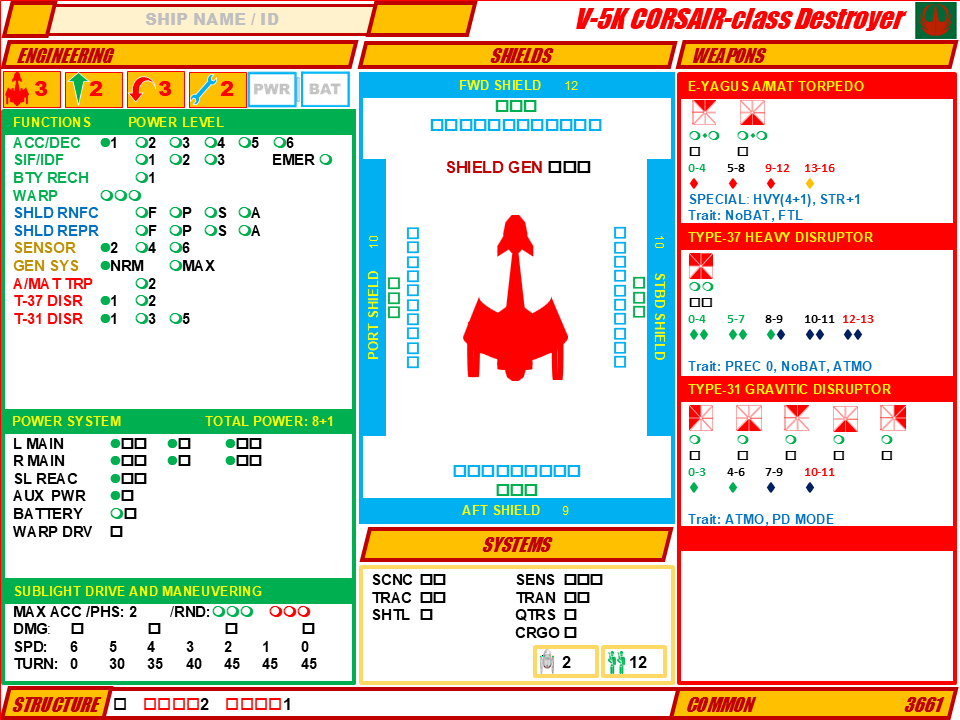 SHIP NAME / ID
V-5K CORSAIR-class Destroyer
ENGINEERING
3 2 3 2 PWR BAT
FUNCTIONS POWER LEVEL
ACC/DEC 1 2 3 4 5 6
SIF/IDF 1 2 3 EMER
BTY RECH 1
WARP
SHLD RNFC F P S A
SHLD REPR F P S A
SENSOR 2 4 6
GEN SYS NRM MAX
A/MAT TRP 2
T-37 DISR 1 2
T-31 DISR 1 3 5
POWER SYSTEM TOTAL POWER: 8+1
L MAIN
R MAIN
SL REAC
AUX PWR
BATTERY
WARP DRV
SUBLIGHT DRIVE AND MANUVERING
MAX ACC /PHS: 2 /RND:
DMG:
SPD: 6 5 4 3 2 1 0
TURN: 0 30 35 40 45 45 45
SHIELDS
FWD SHIELD 12
SHIELD GEN
PORT SHIELD 10
10 STBD SHIELD
AFT SHIELD 9
SYSTEMS
SCNC SENS
TRAC TRAN
SHTL QTRS
CRGO
2 12
WEAPONS
E-YAGUS A/MAT TORPEDO
0-4 5-8 9-12 13-16
SPECIAL: HVY(4+1), STR+1
Trait: NoBAT, FTL
TYPE-37 HEAVY DISRUPTOR
0-4 5-7 8-9 10-11 12-13
Trait: PREC 0, NoBAT, ATMO
TYPE-31 GRAVITIC DISRUPTOR
0-3 4-6 7-9 10-11
Trait: ATMO, PD MODE
STRUCTURE 2 1
COMMON 3661